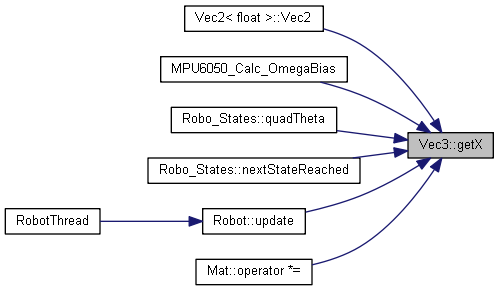 Vec2< float >::Vec2
MPU6050_Calc_OmegaBias
Robo_States::quadTheta
Vec3::getX
Robo_States::nextStateReached
RobotThread
Robot::update
Mat::operator *=